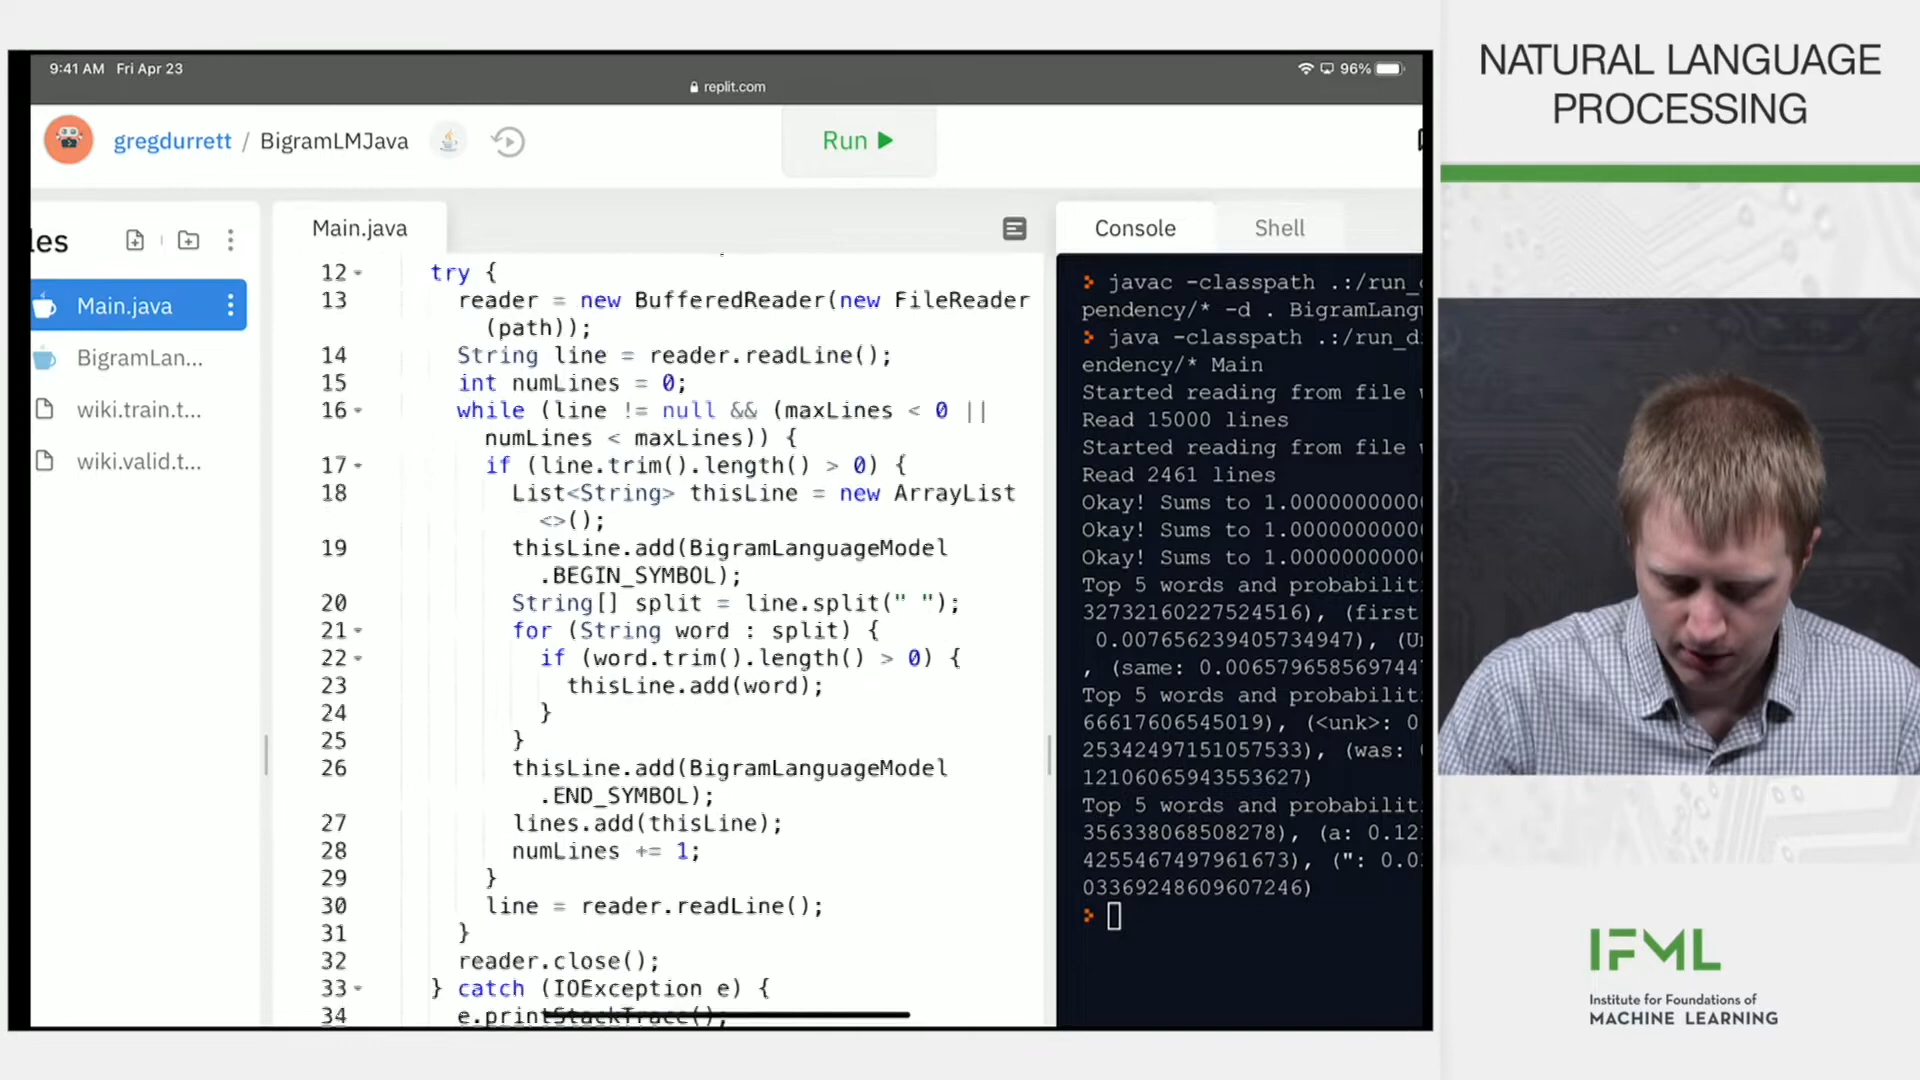 9:41 AM Fri Apr 23
96%
replit.com
gregdurrett / BigramLMJava
Run
les
Main.java
BigramLan...
wiki.train.t...
wiki.valid.t...
Main.java
12 try {
13 reader = new BufferedReader(new FileReader
(path));
14 String line = reader.readLine();
15 int numLines = 0;
16 while (line != null && (maxLines < 0 ||
numLines < maxLines)) {
17 if (line.trim().length() > 0) {
18 List<String> thisLine = new ArrayList
<>();
19 thisLine.add(BigramLanguageModel
.BEGIN_SYMBOL);
20 String[] split = line.split(" ");
21 for (String word : split) {
22 if (word.trim().length() > 0) {
23 thisLine.add(word);
24 }
25 }
26 thisLine.add(BigramLanguageModel
.END_SYMBOL);
27 lines.add(thisLine);
28 numLines += 1;
29 }
30 line = reader.readLine();
31 }
32 reader.close();
33 } catch (IOException e) {
34 e.printStackTrace();
Console Shell
javac -classpath .:/run_
pendency/* -d . BigramLang
java -classpath .:/run_d
endency/* Main
Started reading from file
Read 15000 lines
Started reading from file
Read 2461 lines
Okay! Sums to 1.0000000000
Okay! Sums to 1.0000000000
Okay! Sums to 1.0000000000
Top 5 words and probabilit
32732160227524516), (first
0.007656239405734947), (U
, (same: 0.00657965856974
Top 5 words and probabilit
66617606545019), (<unk>: 0
25342497151057533), (was:
12106065943553627)
Top 5 words and probabilit
356338068508278), (a: 0.12
4255467497961673), (": 0.0
03369248609607246)
NATURAL LANGUAGE
PROCESSING
IFML
Institute for Foundations of
MACHINE LEARNING